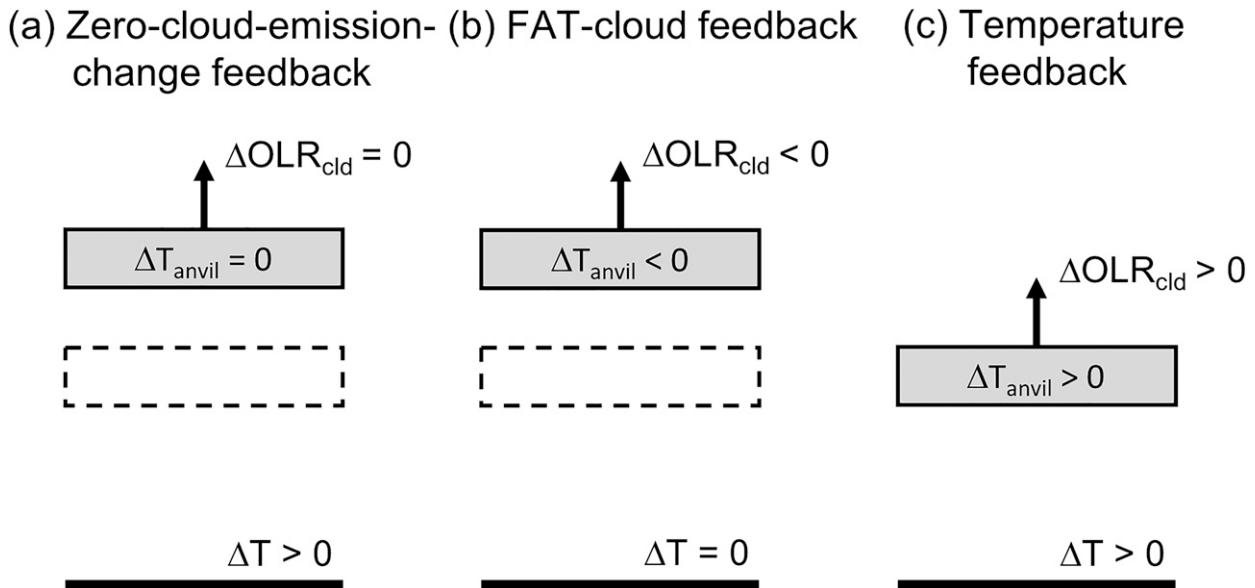 (a) Zero-cloud-emission-change feedback
ΔOLRcld = 0
ΔTanvil = 0
ΔT > 0
(b) FAT-cloud feedback
ΔOLRcld < 0
ΔTanvil < 0
ΔT = 0
(c) Temperature
feedback
ΔOLRcld > 0
ΔTanvil > 0
ΔT > 0